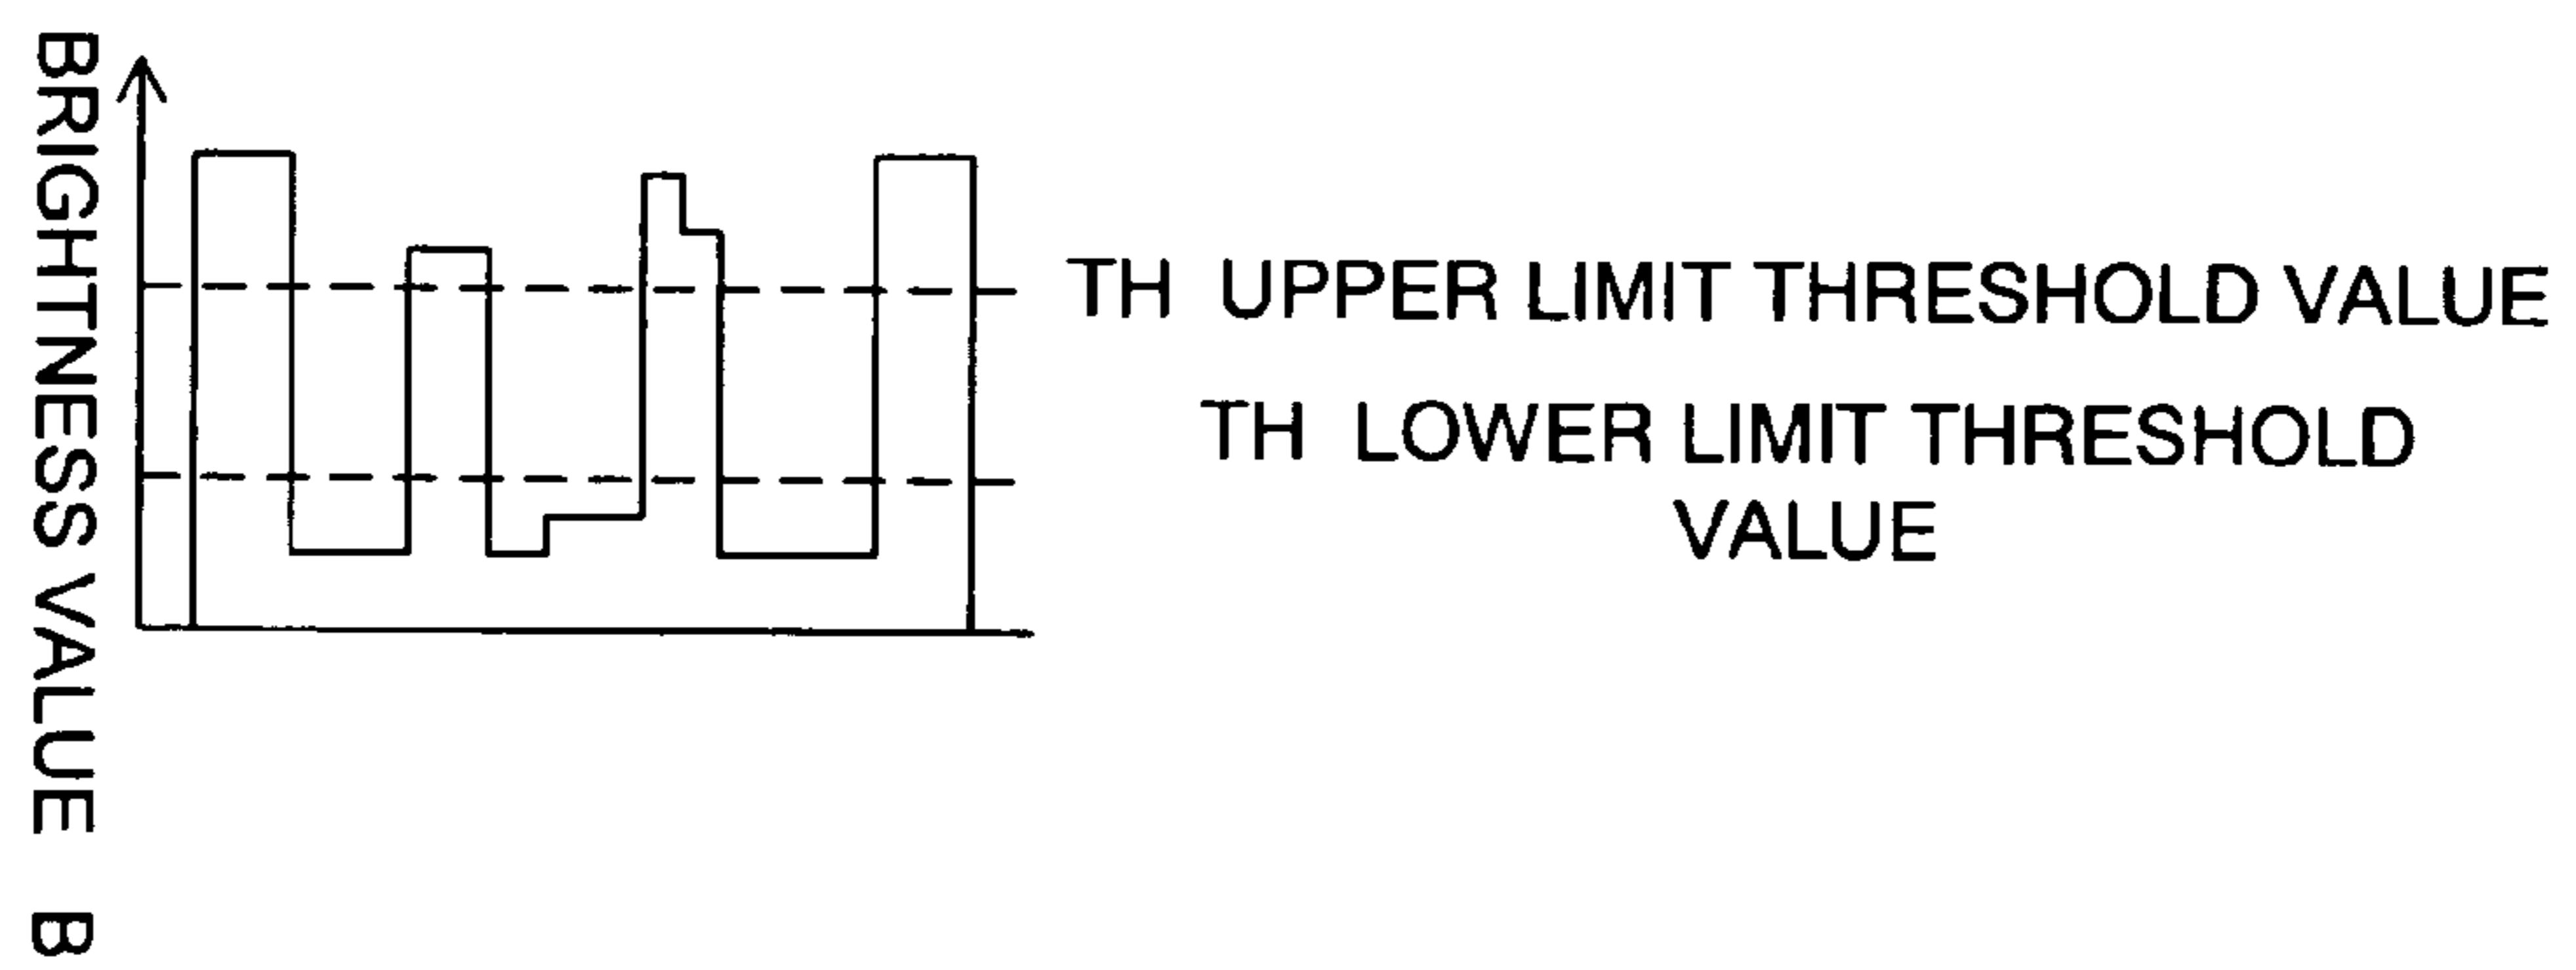 BRIGHTNESS VALUE B
TH UPPER LIMIT THRESHOLD VALUE
TH LOWER LIMIT THRESHOLD
VALUE